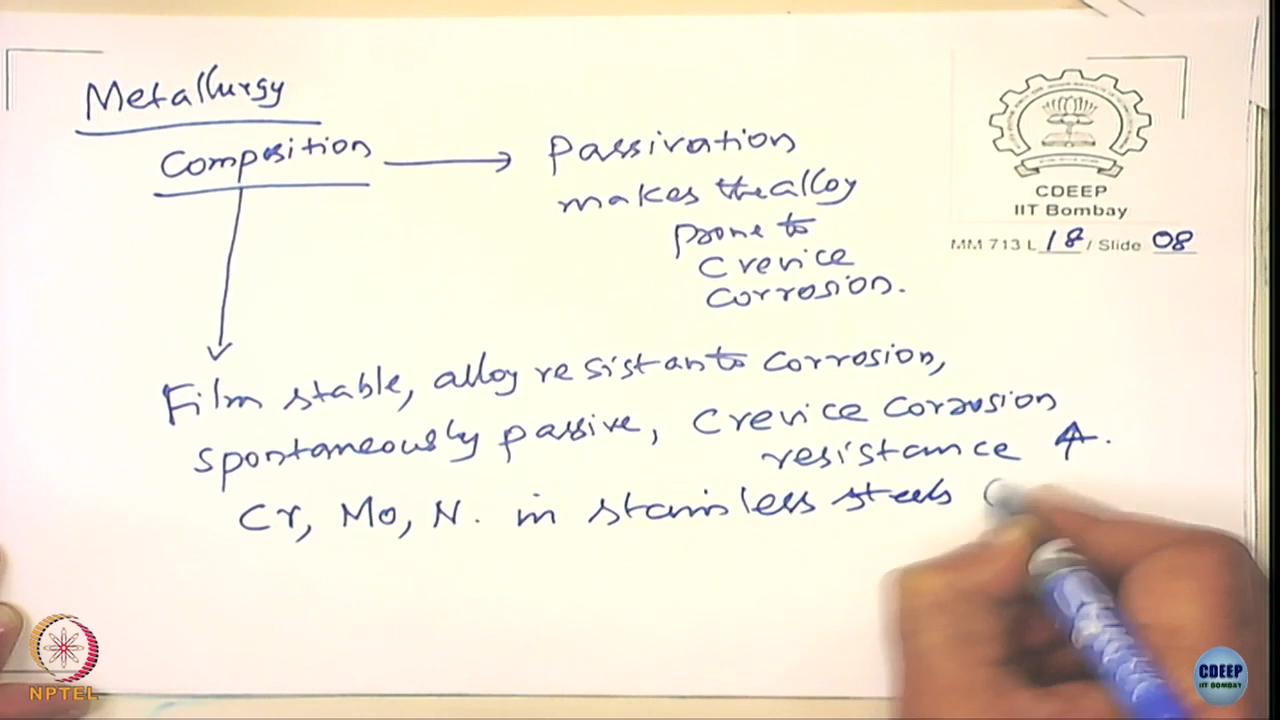 Metallurgy
Composition → Passivation
makes the alloy
prone to
crevice
corrosion.
CDEEP
IIT Bombay
MM 713 L 18 / Slide 08
Film stable, alloy resistant to corrosion,
spontaneously passive, crevice corrosion
resistance ↑.
Cr, Mo, N. in stainless steels (
NPTEL
CDEEP
IIT BOMBAY